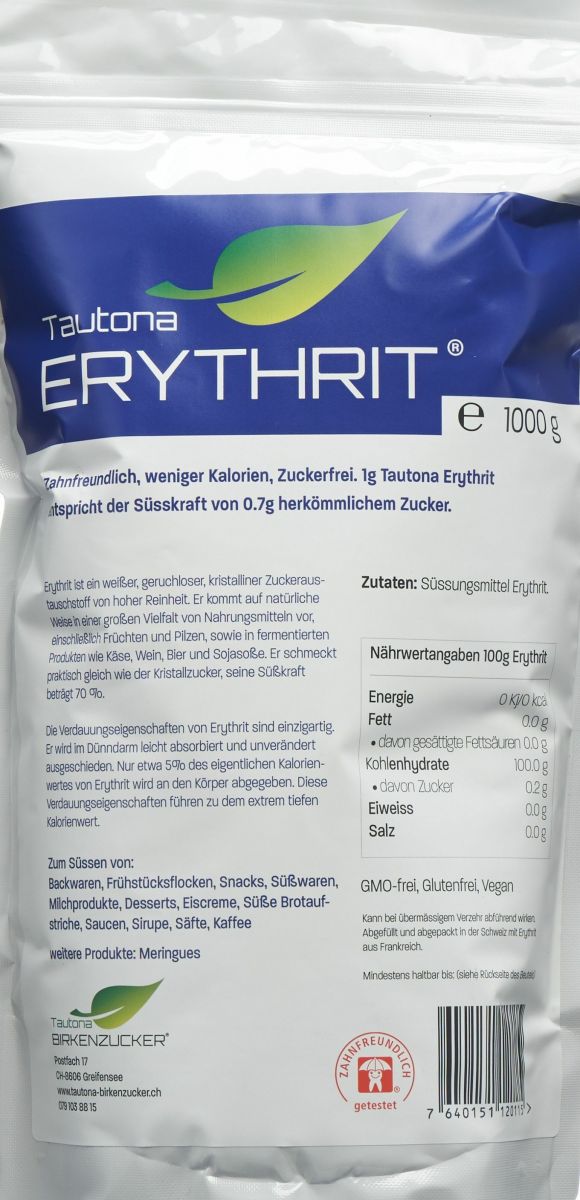 Tautona
ERYTHRIT®
e 1000 g
Zahnfreundlich, weniger Kalorien, Zuckerfrei. 1g Tautona Erythrit
entspricht der Süsskraft von 0.7g herkömmlichem Zucker.
Erythrit ist ein weißer, geruchloser, kristalliner Zuckeraus-
tauschstoff von hoher Reinheit. Er kommt auf natürliche
Weise in einer großen Vielfalt von Nahrungsmitteln vor,
einschließlich Früchten und Pilzen, sowie in fermentierten
Produkten wie Käse, Wein, Bier und Sojasoße. Er schmeckt
praktisch gleich wie der Kristallzucker, seine Süßkraft
beträgt 70 %.
Die Verdauungseigenschaften von Erythrit sind einzigartig.
Er wird im Dünndarm leicht absorbiert und unverändert
ausgeschieden. Nur etwa 5% des eigentlichen Kalorien-
wertes von Erythrit wird an den Körper abgegeben. Diese
Verdauungseigenschaften führen zu dem extrem tiefen
Kalorienwert.
Zum Süssen von:
Backwaren, Frühstücksflocken, Snacks, Süßwaren,
Milchprodukte, Desserts, Eiscreme, Süße Brotauf-
striche, Saucen, Sirupe, Säfte, Kaffee
weitere Produkte: Meringues
Tautona
BIRKENZUCKER®
Postfach 17
CH-8606 Greifensee
www.tautona-birkenzucker.ch
079 103 88 15
Zutaten: Süssungsmittel Erythrit.
Nährwertangaben 100g Erythrit
Energie 0 Kj/0 kcal
Fett 0.0 g
• davon gesättigte Fettsäuren 0.0 g
Kohlenhydrate 100.0 g
• davon Zucker 0.2 g
Eiweiss 0.0 g
Salz 0.0 g
GMO-frei, Glutenfrei, Vegan
Kann bei übermässigem Verzehr abführend wirken.
Abgefüllt und abgepackt in der Schweiz mit Erythrit
aus Frankreich.
Mindestens haltbar bis: (siehe Rückseite des Beutels)
ZAHNFREUNDLICH
®
getestet
7 640151 120115 >